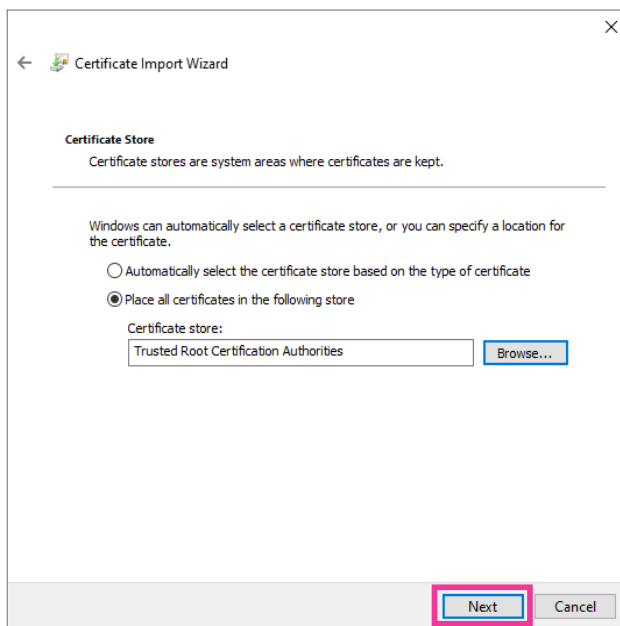 Certificate Import Wizard
Certificate Store
Certificate stores are system areas where certificates are kept.
Windows can automatically select a certificate store, or you can specify a location for
the certificate.
Automatically select the certificate store based on the type of certificate
Place all certificates in the following store
Certificate store:
Trusted Root Certification Authorities
Browse...
Next
Cancel